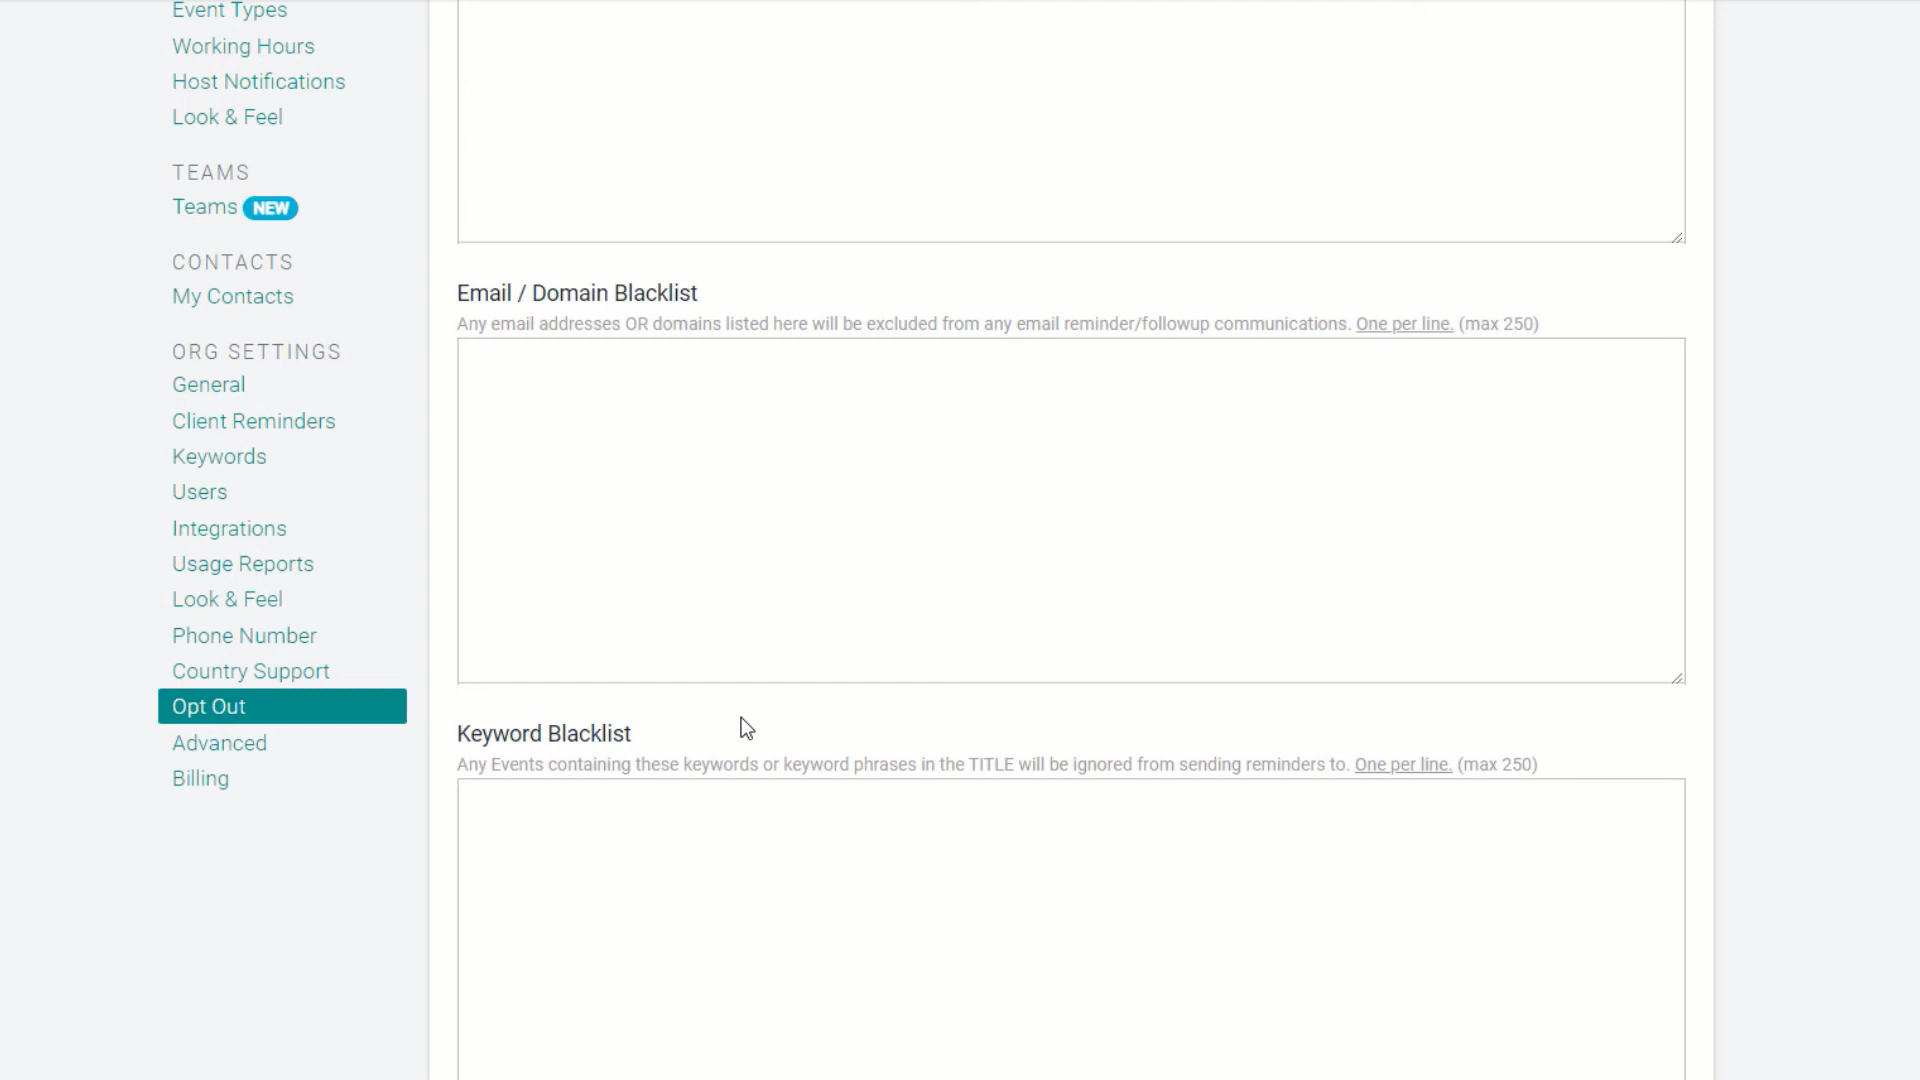 Event Types
Working Hours
Host Notifications
Look & Feel
TEAMS
Teams NEW
CONTACTS
My Contacts
ORG SETTINGS
General
Client Reminders
Keywords
Users
Integrations
Usage Reports
Look & Feel
Phone Number
Country Support
Opt Out
Advanced
Billing
Email / Domain Blacklist
Any email addresses OR domains listed here will be excluded from any email reminder/followup communications. One per line. (max 250)
Keyword Blacklist
Any Events containing these keywords or keyword phrases in the TITLE will be ignored from sending reminders to. One per line. (max 250)